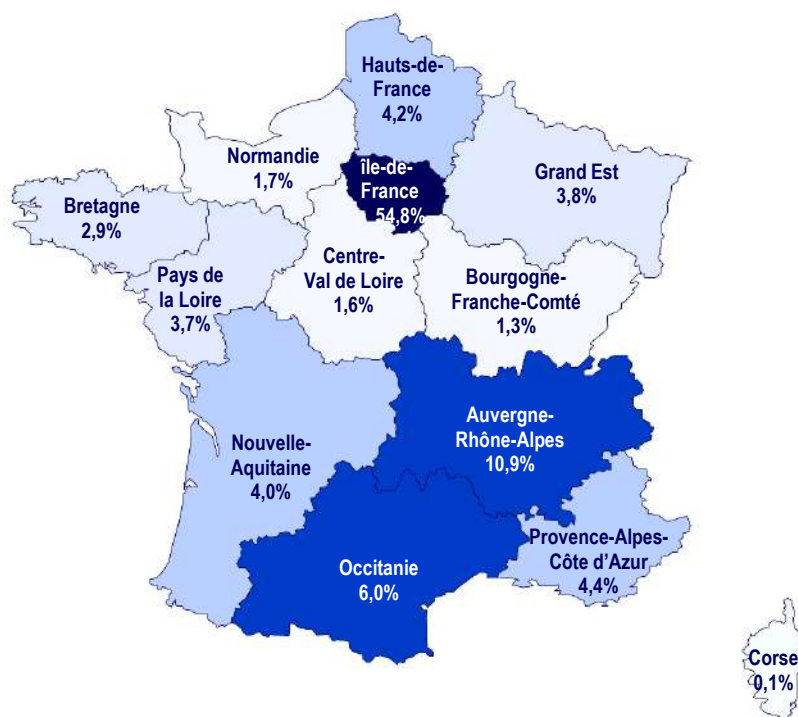 Hauts-de-
France
4,2%
Normandie
1,7%
île-de-
France
54,8%
Grand Est
3,8%
Bretagne
2,9%
Pays de
la Loire
3,7%
Centre-
Val de Loire
1,6%
Bourgogne-
Franche-Comté
1,3%
Auvergne-
Rhône-Alpes
10,9%
Nouvelle-
Aquitaine
4,0%
Occitanie
6,0%
Provence-Alpes-
Côte d’Azur
4,4%
Corse
0,1%